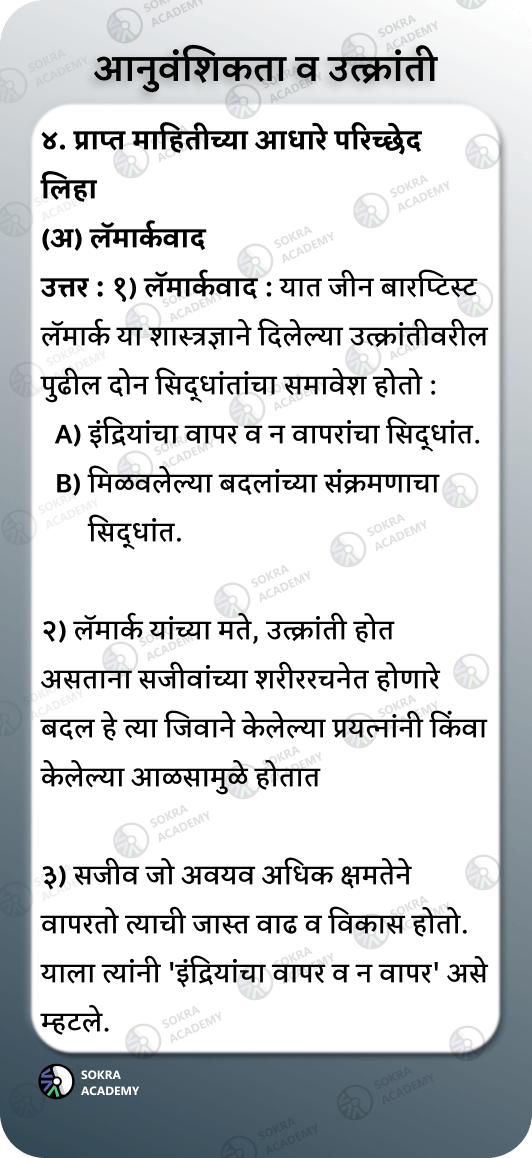 आनुवंशिकता व उत्क्रांती
४. प्राप्त माहितीच्या आधारे परिच्छेद
लिहा
(अ) लॅमार्कवाद
उत्तर : १) लॅमार्कवाद : यात जीन बारप्टिस्ट
लॅमार्क या शास्त्रज्ञाने दिलेल्या उत्क्रांतीवरील
पुढील दोन सिद्धांतांचा समावेश होतो :
A) इंद्रियांचा वापर व न वापरांचा सिद्धांत.
B) मिळवलेल्या बदलांच्या संक्रमणाचा
सिद्धांत.
२) लॅमार्क यांच्या मते, उत्क्रांती होत
असताना सजीवांच्या शरीररचनेत होणारे
बदल हे त्या जिवाने केलेल्या प्रयत्नांनी किंवा
केलेल्या आळसामुळे होतात
३) सजीव जो अवयव अधिक क्षमतेने
वापरतो त्याची जास्त वाढ व विकास होतो.
याला त्यांनी 'इंद्रियांचा वापर व न वापर' असे
म्हटले.
SOKRA
ACADEMY